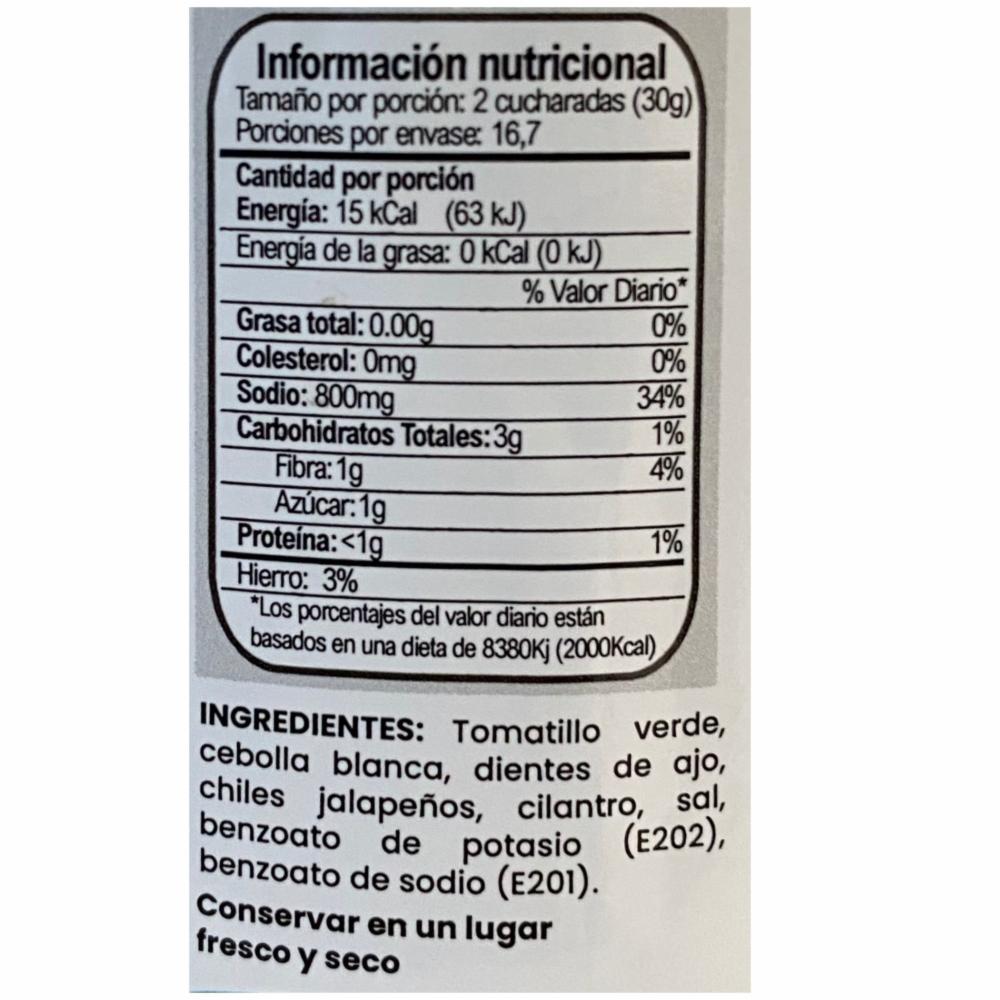 Información nutricional
Tamaño por porción: 2 cucharadas (30g)
Porciones por envase: 16,7
Cantidad por porción
Energía: 15 kCal (63 kJ)
Energía de la grasa: 0 kCal (0 kJ)
% Valor Diario*
Grasa total: 0.00g 0%
Colesterol: 0mg 0%
Sodio: 800mg 34%
Carbohidratos Totales: 3g 1%
Fibra: 1g 4%
Azúcar: 1g
Proteína: <1g 1%
Hierro: 3%
*Los porcentajes del valor diario están
basados en una dieta de 8380Kj (2000Kcal)
INGREDIENTES: Tomatillo verde,
cebolla blanca, dientes de ajo,
chiles jalapeños, cilantro, sal,
benzoato de potasio (E202),
benzoato de sodio (E201).
Conservar en un lugar
fresco y seco